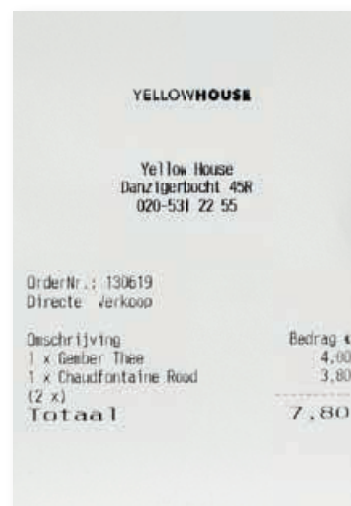 YELLOWHOUSE
Yellow House
Danzigerbocht 45R
020-531 22 55
OrderNr.: 130619
Directe Verkoop
Omschrijving Bedrag €
1 x Gember Thee 4,00
1 x Chaudfontaine Rood 3,80
(2 x)
Totaal 7,80